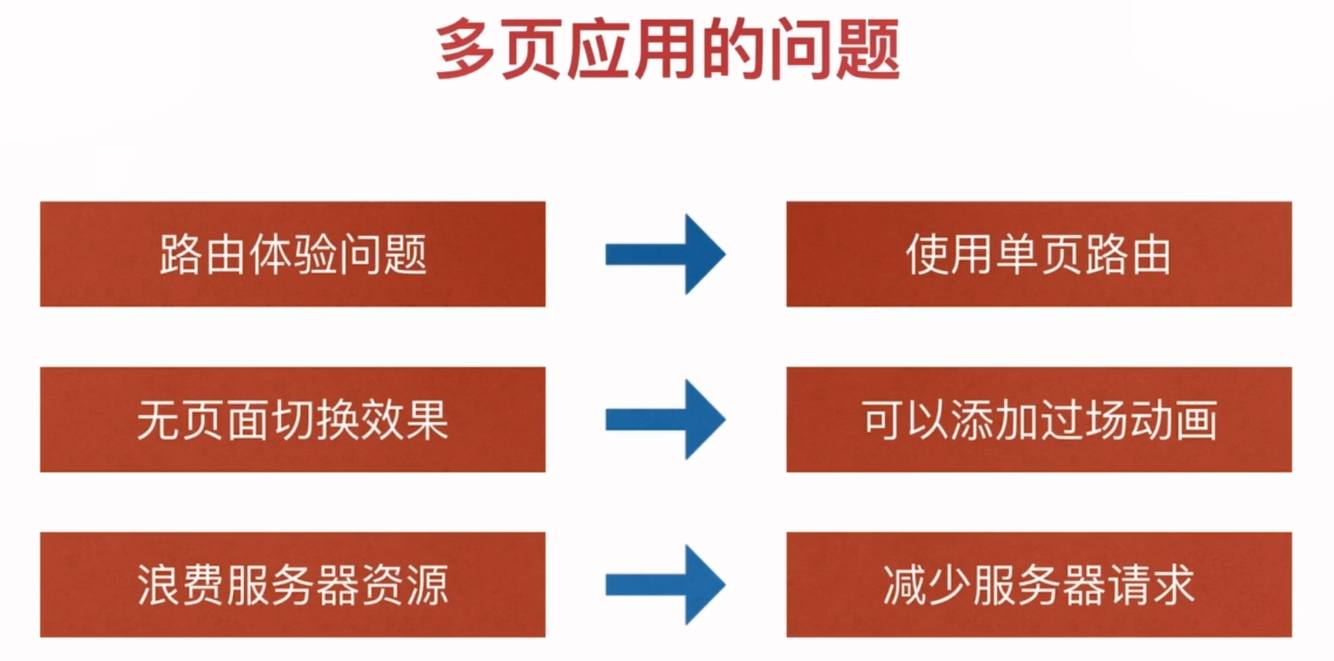 多页应用的问题
路由体验问题
使用单页路由
无页面切换效果
可以添加过场动画
浪费服务器资源
减少服务器请求